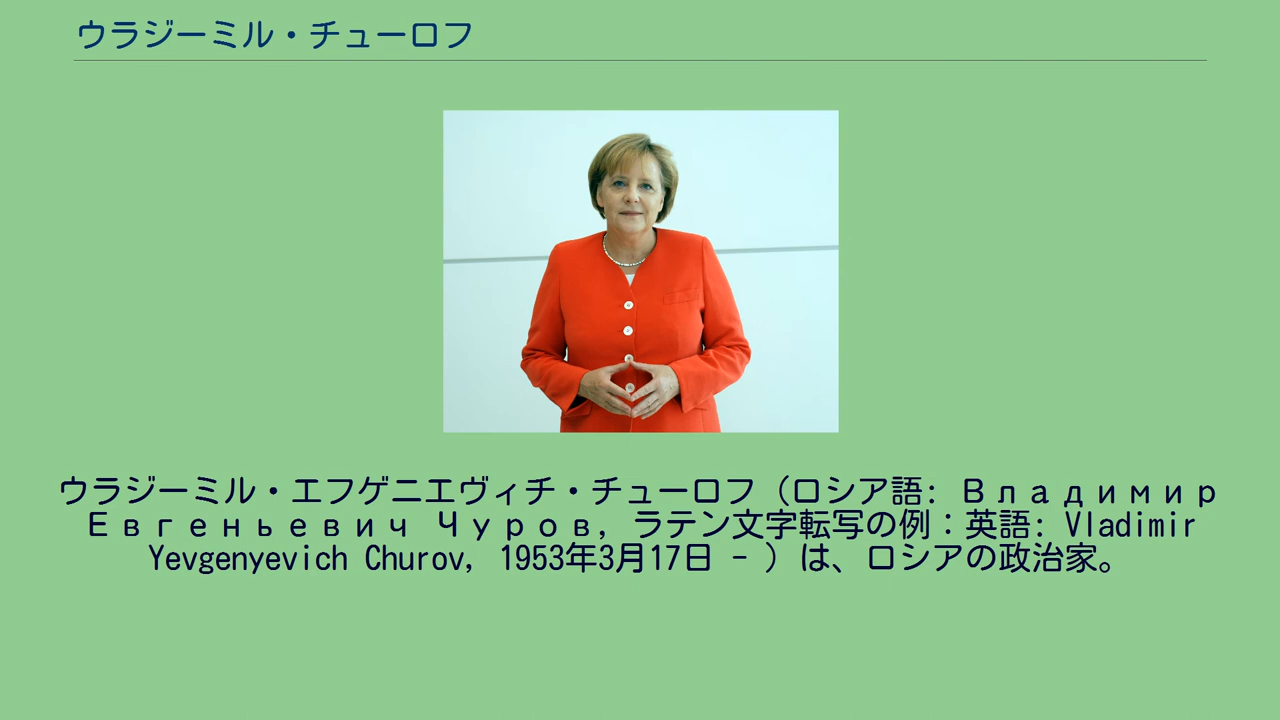 ウラジーミル・チューロフ
ウラジーミル・エフゲニエヴィチ・チューロフ（ロシア語: Владимир
Евгеньевич Чуров, ラテン文字転写の例：英語: Vladimir
Yevgenyevich Churov, 1953年3月17日 - ）は、ロシアの政治家。